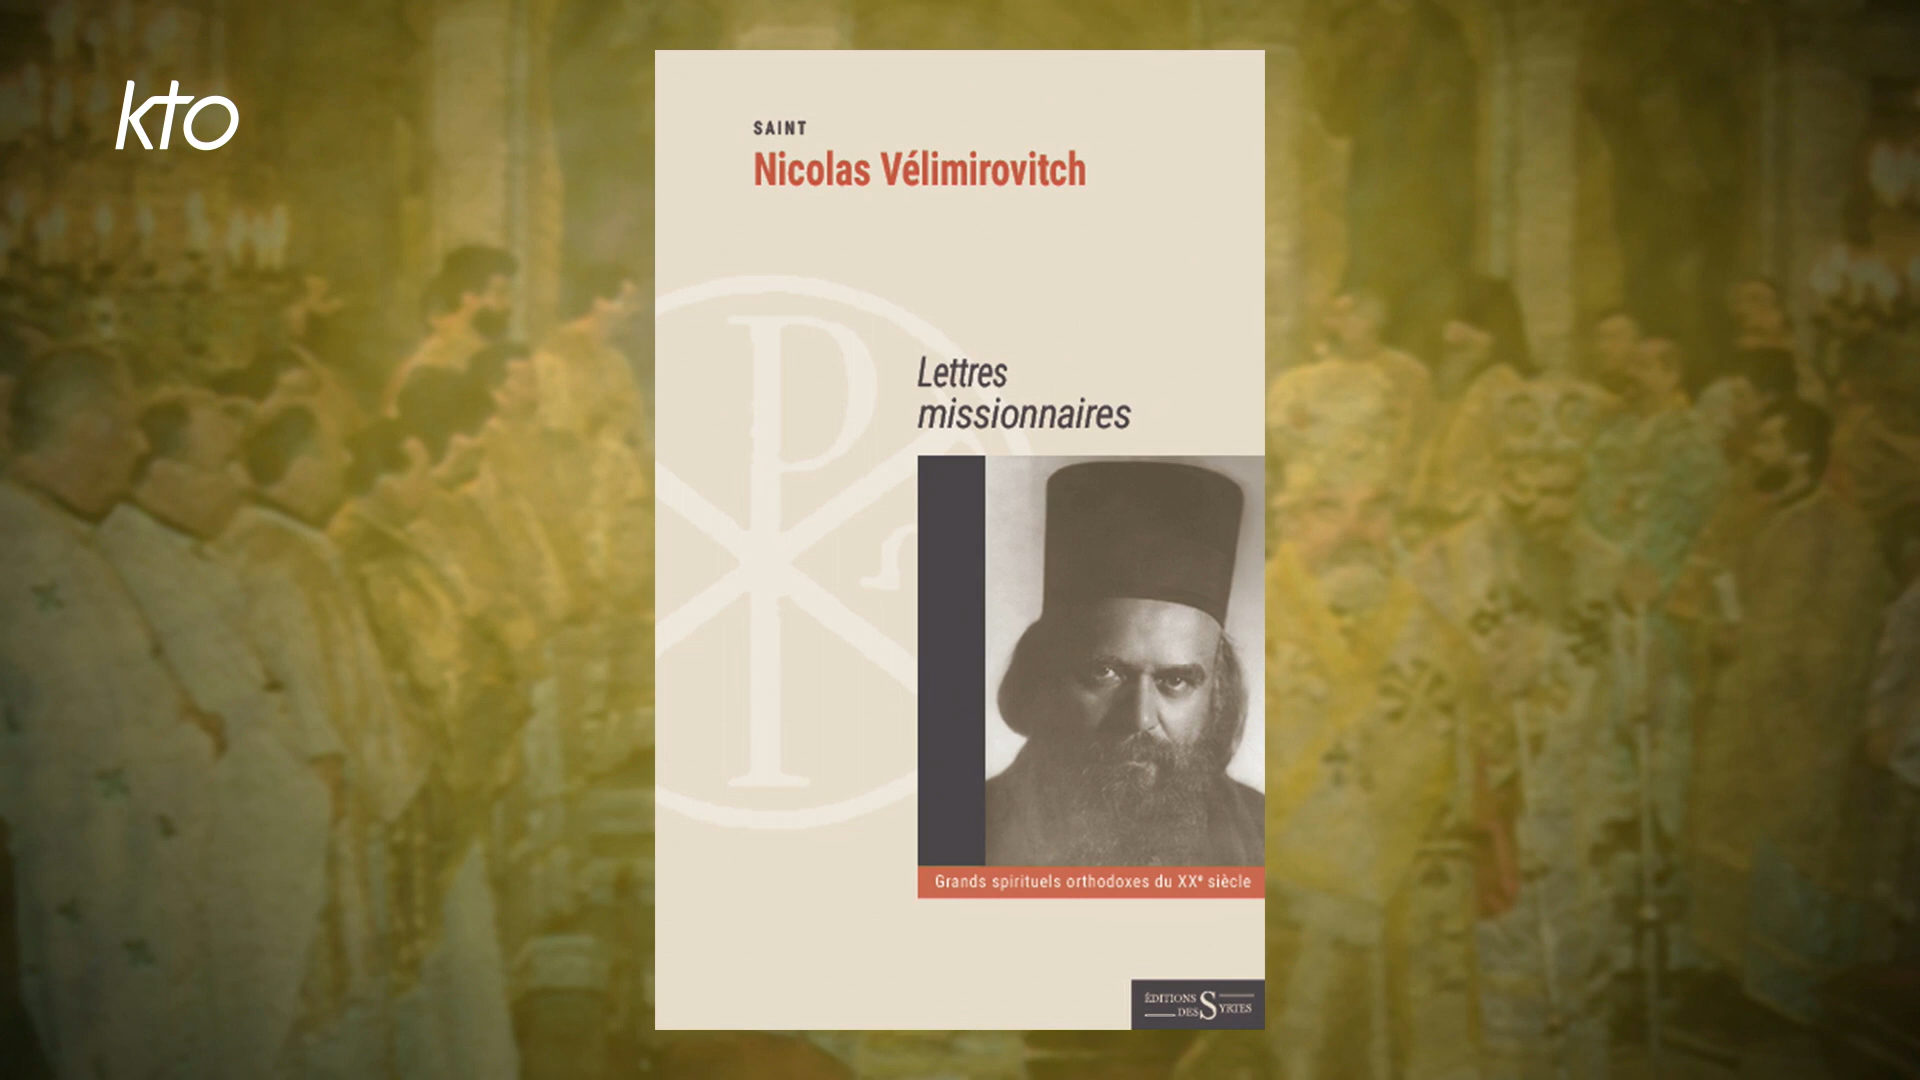 kto
SAINT
Nicolas Vélimirovitch
Lettres
missionnaires
Grands spirituels orthodoxes du XXᵉ siècle
ÉDITIONS
DES SYRTES